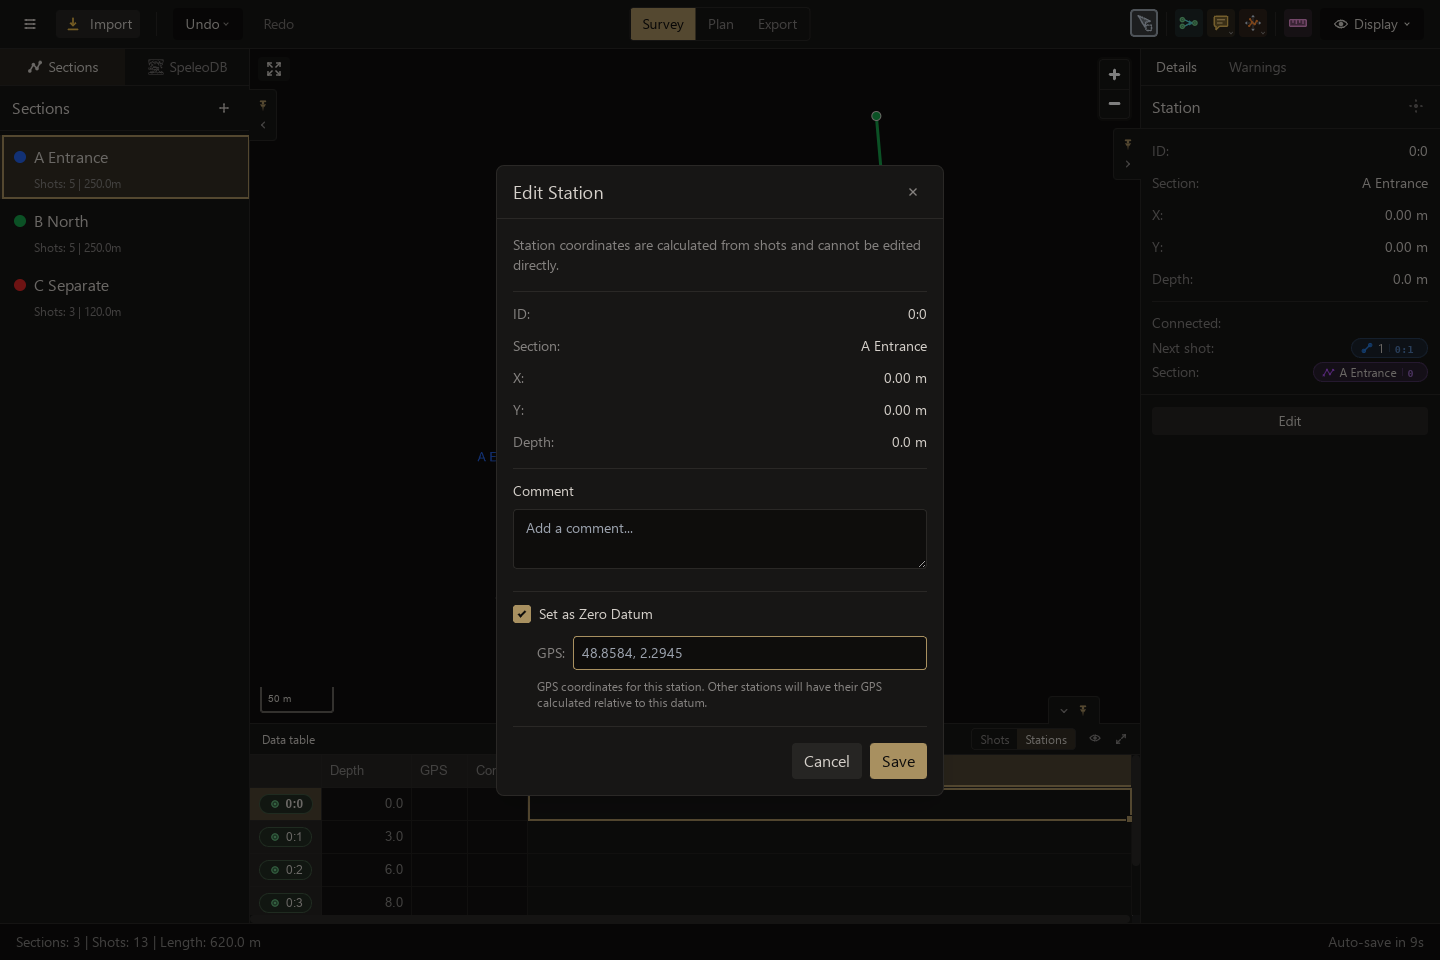 Import
Undo
Redo
Survey
Plan
Export
Display
Sections
SpeleoDB
Details
Warnings
Sections
A Entrance
Shots: 5 | 250.0m
B North
Shots: 5 | 250.0m
C Separate
Shots: 3 | 120.0m
Edit Station
Station coordinates are calculated from shots and cannot be edited
directly.
ID: 0:0
Section: A Entrance
X: 0.00 m
Y: 0.00 m
Depth: 0.0 m
Comment
Add a comment...
Set as Zero Datum
GPS: 48.8584, 2.2945
GPS coordinates for this station. Other stations will have their GPS
calculated relative to this datum.
Cancel
Save
A E
50 m
Station
ID: 0:0
Section: A Entrance
X: 0.00 m
Y: 0.00 m
Depth: 0.0 m
Connected:
Next shot: 1 0:1
Section: A Entrance 0
Edit
Data table
Shots
Stations
Depth GPS Con
0:0 0.0
0:1 3.0
0:2 6.0
0:3 8.0
Sections: 3 | Shots: 13 | Length: 620.0 m
Auto-save in 9s